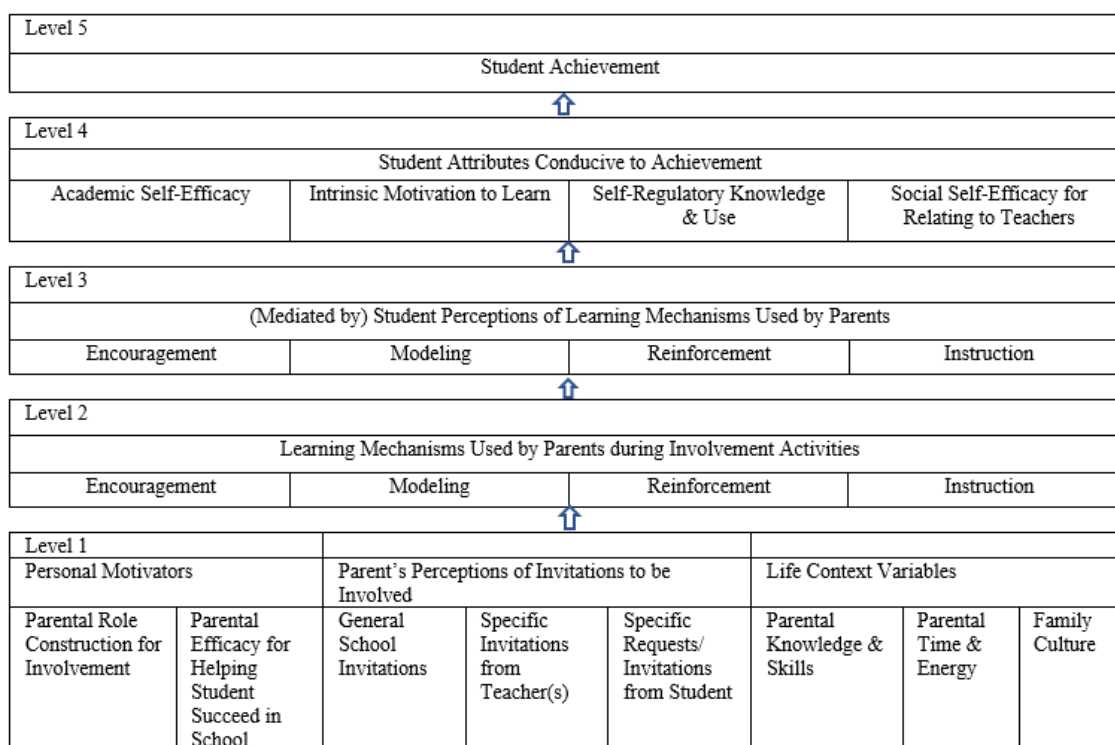 Level 5
Student Achievement
Level 4
Student Attributes Conducive to Achievement
Academic Self-Efficacy
Intrinsic Motivation to Learn
Self-Regulatory Knowledge
& Use
Social Self-Efficacy for
Relating to Teachers
Level 3
(Mediated by) Student Perceptions of Learning Mechanisms Used by Parents
Encouragement
Modeling
Reinforcement
Instruction
Level 2
Learning Mechanisms Used by Parents during Involvement Activities
Encouragement
Modeling
Reinforcement
Instruction
Level 1
Personal Motivators
Parent's Perceptions of Invitations to be
Involved
Life Context Variables
Parental Role
Construction for
Involvement
Parental
Efficacy for
Helping
Student
Succeed in
School
General
School
Invitations
Specific
Invitations
from
Teacher(s)
Specific
Requests/
Invitations
from Student
Parental
Knowledge &
Skills
Parental
Time &
Energy
Family
Culture